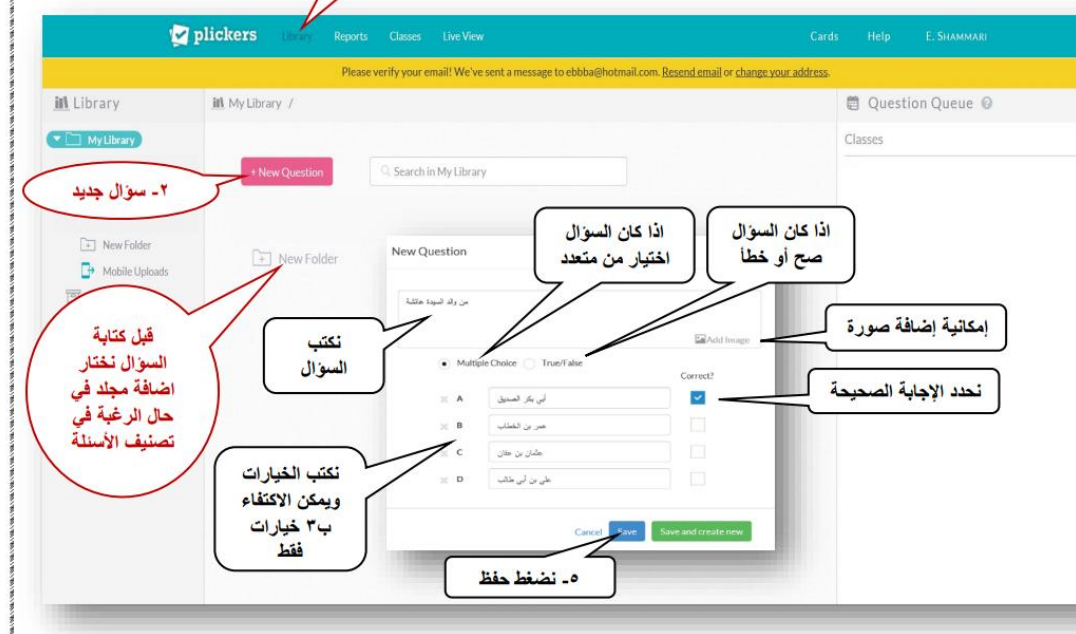 plickers
Library Reports Classes Live View
Cards Help E. SHAMMARI
Please verify your email! We've sent a message to ebbba@hotmail.com. Resend email or change your address.
Library
My Library /
Question Queue
Classes
My Library
+ New Question
Search in My Library
٢- سؤال جديد
New Folder
Mobile Uploads
New Folder
قبل كتابة
السؤال نختار
اضافة مجلد في
حال الرغبة في
تصنيف الأسئلة
New Question
اذا كان السؤال
اختيار من متعدد
اذا كان السؤال
صح أو خطأ
من والد السيدة عائشة
نكتب
السؤال
Add Image
إمكانية إضافة صورة
Multiple Choice True/False
Correct?
نحدد الإجابة الصحيحة
A أبي بكر الصديق
B عمر بن الخطاب
C عثمان بن عفان
D علي بن أبي طالب
نكتب الخيارات
ويمكن الاكتفاء
ب٣ خيارات
فقط
Cancel Save Save and create new
٥- نضغط حفظ